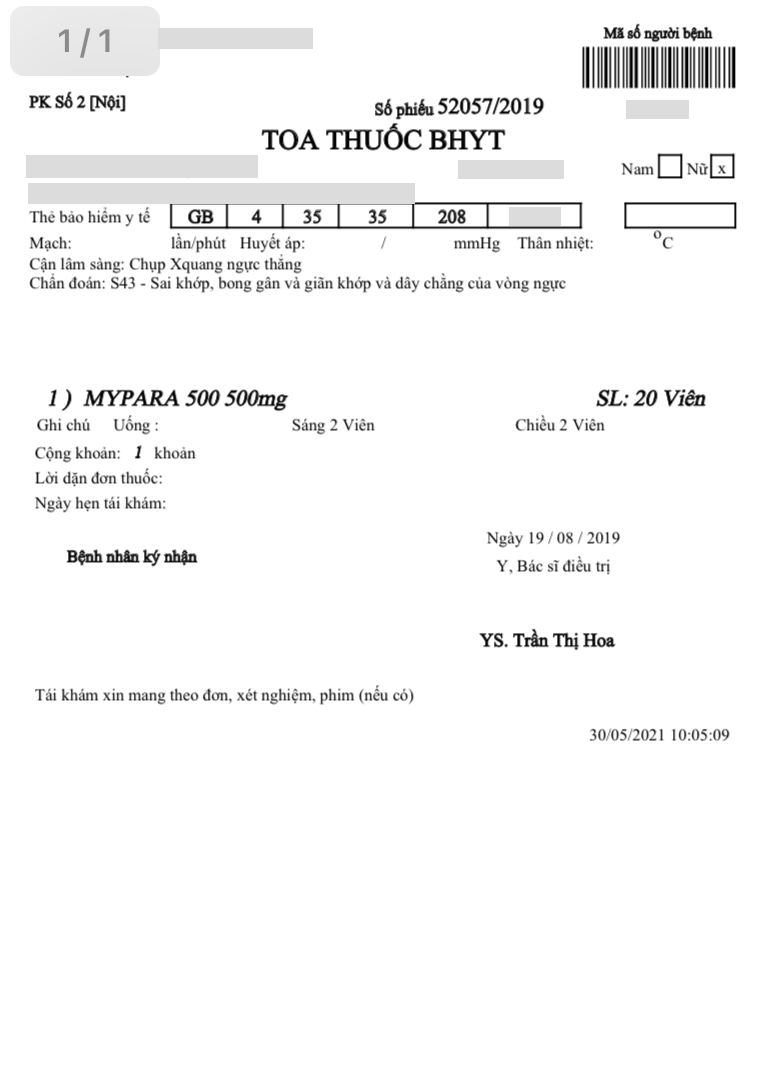 1/1
Mã số người bệnh
PK Số 2 [Nội]
Số phiếu 52057/2019
TOA THUỐC BHYT
Nam Nữ x
Thẻ bảo hiểm y tế GB 4 35 35 208
Mạch: lần/phút Huyết áp: / mmHg Thân nhiệt: °C
Cận lâm sàng: Chụp Xquang ngực thẳng
Chẩn đoán: S43 - Sai khớp, bong gân và giãn khớp và dây chằng của vòng ngực
1 ) MYPARA 500 500mg SL: 20 Viên
Ghi chú Uống : Sáng 2 Viên Chiều 2 Viên
Cộng khoản: 1 khoản
Lời dặn đơn thuốc:
Ngày hẹn tái khám:
Ngày 19 / 08 / 2019
Bệnh nhân ký nhận
Y, Bác sĩ điều trị
YS. Trần Thị Hoa
Tái khám xin mang theo đơn, xét nghiệm, phim (nếu có)
30/05/2021 10:05:09